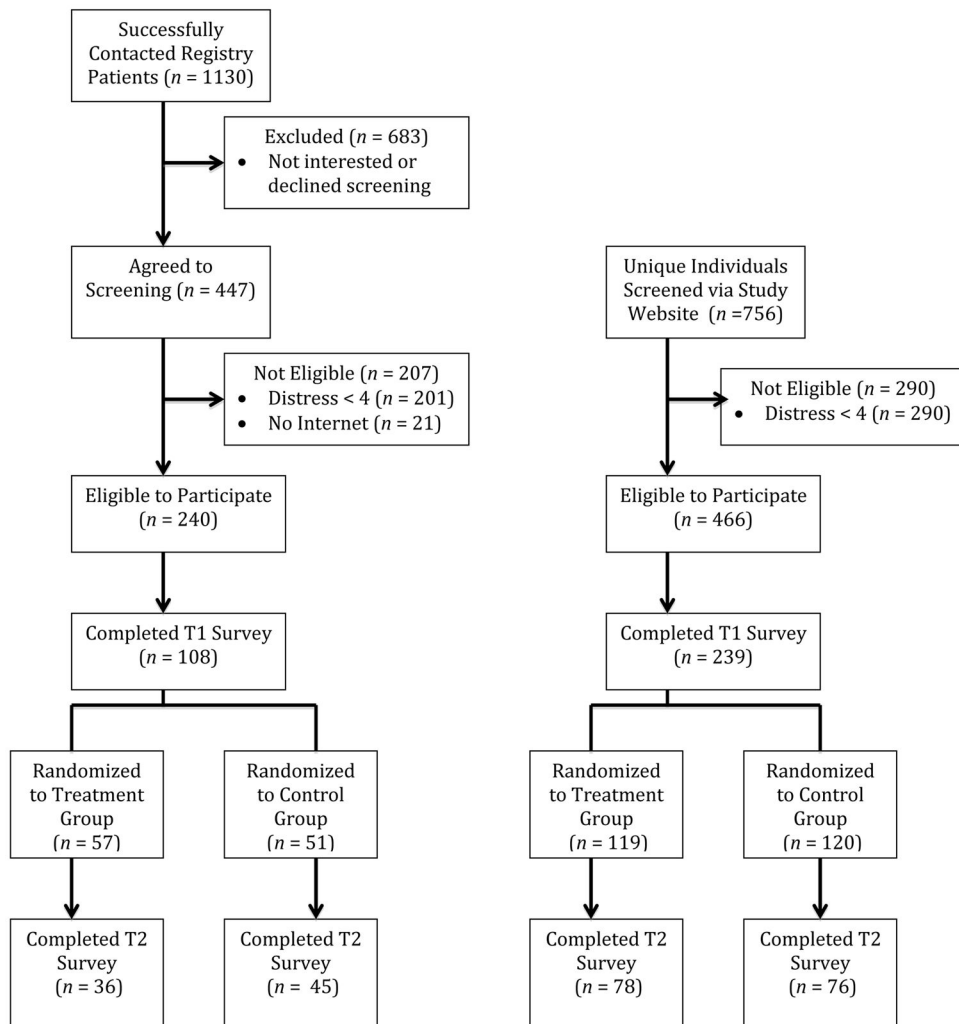 Successfully
Contacted Registry
Patients (n = 1130)
Excluded (n = 683)
• Not interested or
declined screening
Agreed to
Screening (n = 447)
Unique Individuals
Screened via Study
Website (n =756)
Not Eligible (n = 207)
• Distress < 4 (n = 201)
• No Internet (n = 21)
Not Eligible (n = 290)
• Distress < 4 (n = 290)
Eligible to Participate
(n = 240)
Eligible to Participate
(n = 466)
Completed T1 Survey
(n = 108)
Completed T1 Survey
(n = 239)
Randomized
to Treatment
Group
(n = 57)
Randomized
to Control
Group
(n = 51)
Randomized
to Treatment
Group
(n = 119)
Randomized
to Control
Group
(n = 120)
Completed T2
Survey
(n = 36)
Completed T2
Survey
(n = 45)
Completed T2
Survey
(n = 78)
Completed T2
Survey
(n = 76)